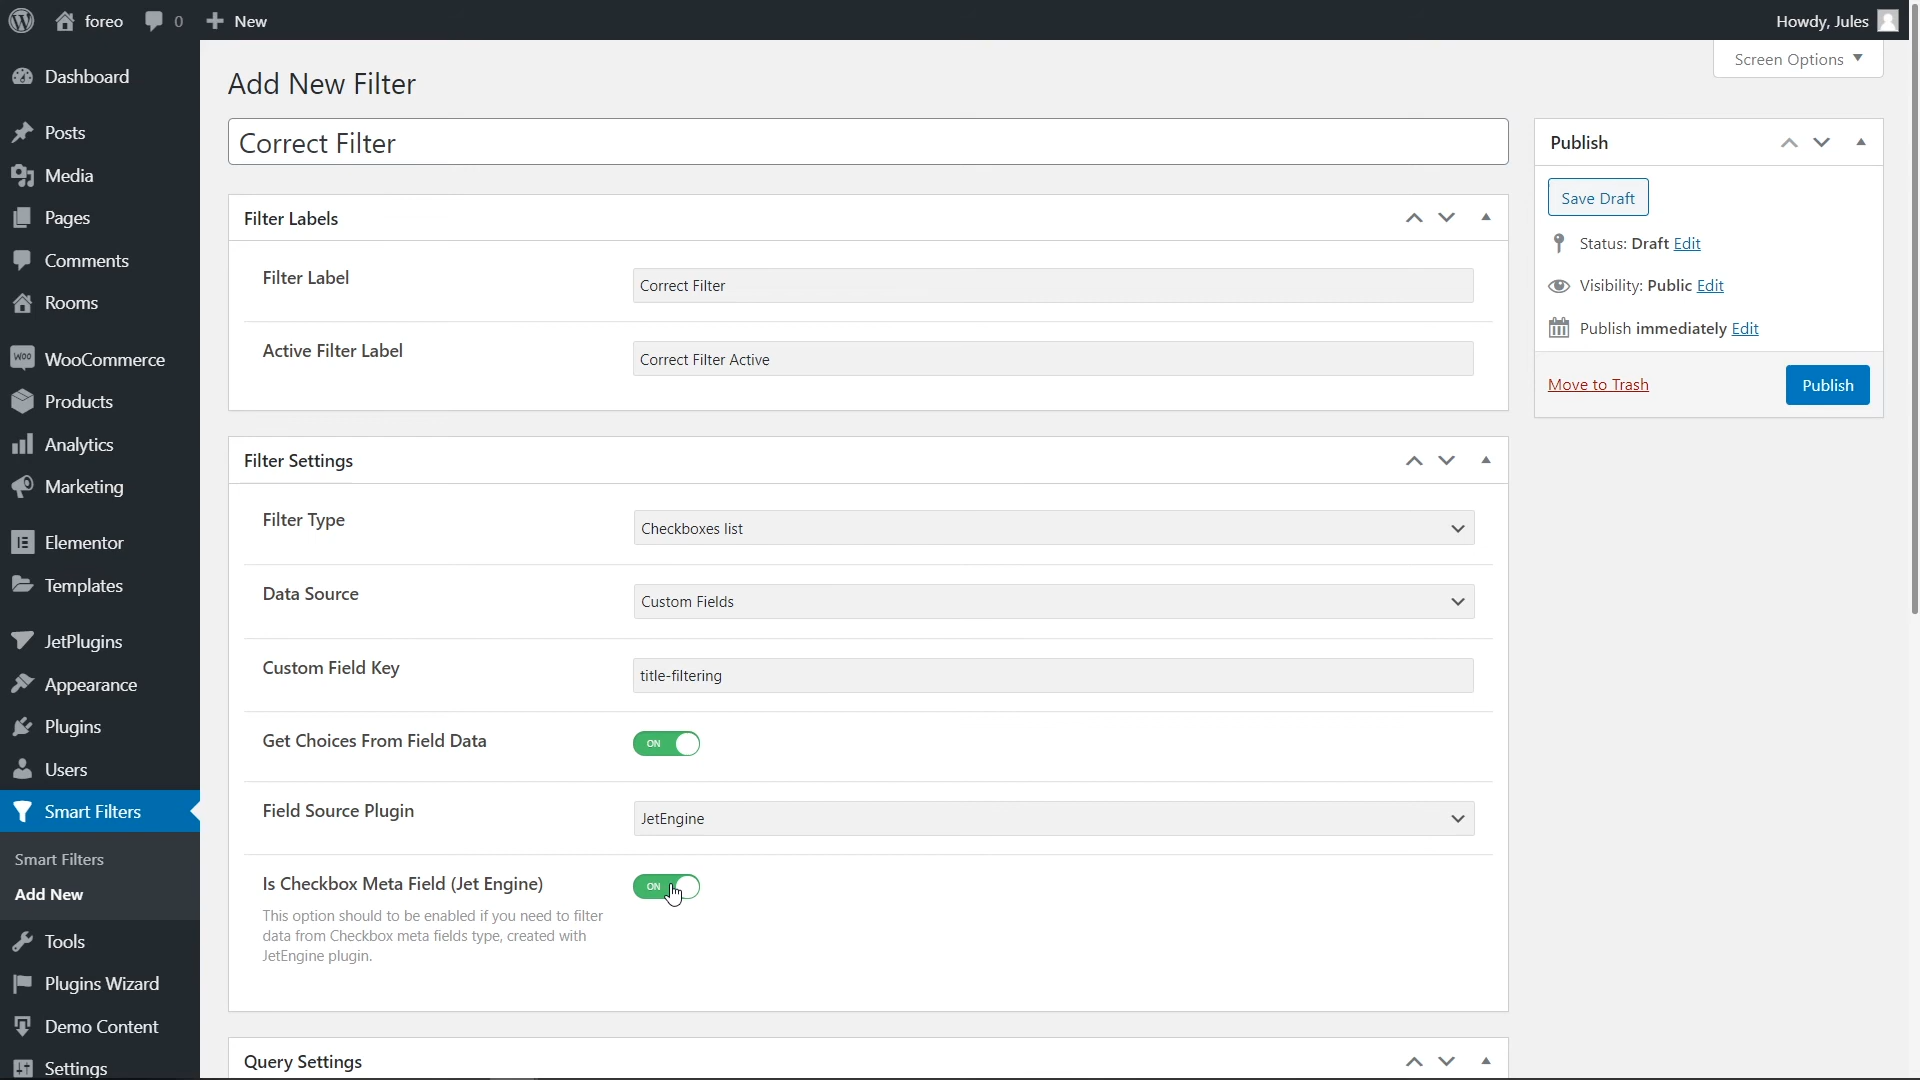 foreo
0
New
Howdy, Jules
Screen Options
Dashboard
Posts
Media
Pages
Comments
Rooms
WooCommerce
Products
Analytics
Marketing
Elementor
Templates
JetPlugins
Appearance
Plugins
Users
Smart Filters
Smart Filters
Add New
Tools
Plugins Wizard
Demo Content
Settings
Add New Filter
Correct Filter
Filter Labels
Filter Label
Correct Filter
Active Filter Label
Correct Filter Active
Filter Settings
Filter Type
Checkboxes list
Data Source
Custom Fields
Custom Field Key
title-filtering
Get Choices From Field Data
ON
Field Source Plugin
JetEngine
Is Checkbox Meta Field (Jet Engine)
ON
This option should to be enabled if you need to filter
data from Checkbox meta fields type, created with
JetEngine plugin.
Query Settings
Publish
Save Draft
Status: Draft Edit
Visibility: Public Edit
Publish immediately Edit
Move to Trash
Publish